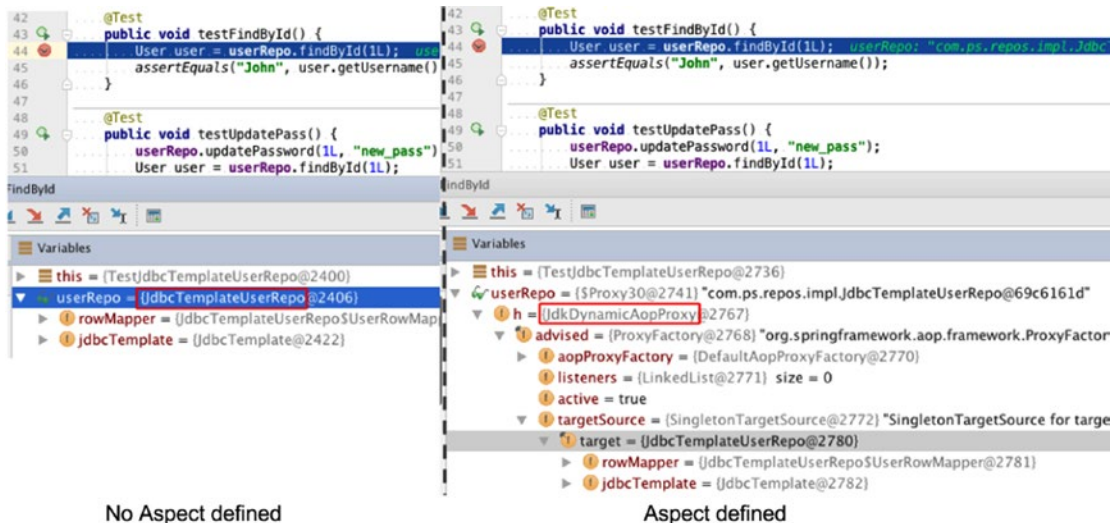 42 @Test
43 public void testFindById() {
44 User user = userRepo.findById(1L); use
45 assertEquals("John", user.getUsername()
46 }
47
48 @Test
49 public void testUpdatePass() {
50 userRepo.updatePassword(1L, "new_pass")
51 User user = userRepo.findById(1L);
FindById
Variables
this = {TestJdbcTemplateUserRepo@2400}
userRepo = {JdbcTemplateUserRepo@2406}
rowMapper = {JdbcTemplateUserRepo$UserRowMap
jdbcTemplate = {JdbcTemplate@2422}
No Aspect defined
42 @Test
43 public void testFindById() {
44 User user = userRepo.findById(1L); userRepo: "com.ps.repos.impl.Jdbc
45 assertEquals("John", user.getUsername());
46 }
47
48 @Test
49 public void testUpdatePass() {
50 userRepo.updatePassword(1L, "new_pass");
51 User user = userRepo.findById(1L);
indById
Variables
this = {TestJdbcTemplateUserRepo@2736}
userRepo = {$Proxy30@2741} "com.ps.repos.impl.JdbcTemplateUserRepo@69c6161d"
h = {JdkDynamicAopProxy@2767}
advised = {ProxyFactory@2768} "org.springframework.aop.framework.ProxyFactor
aopProxyFactory = {DefaultAopProxyFactory@2770}
listeners = {LinkedList@2771} size = 0
active = true
targetSource = {SingletonTargetSource@2772} "SingletonTargetSource for targe
target = {JdbcTemplateUserRepo@2780}
rowMapper = {JdbcTemplateUserRepo$UserRowMapper@2781}
jdbcTemplate = {JdbcTemplate@2782}
Aspect defined